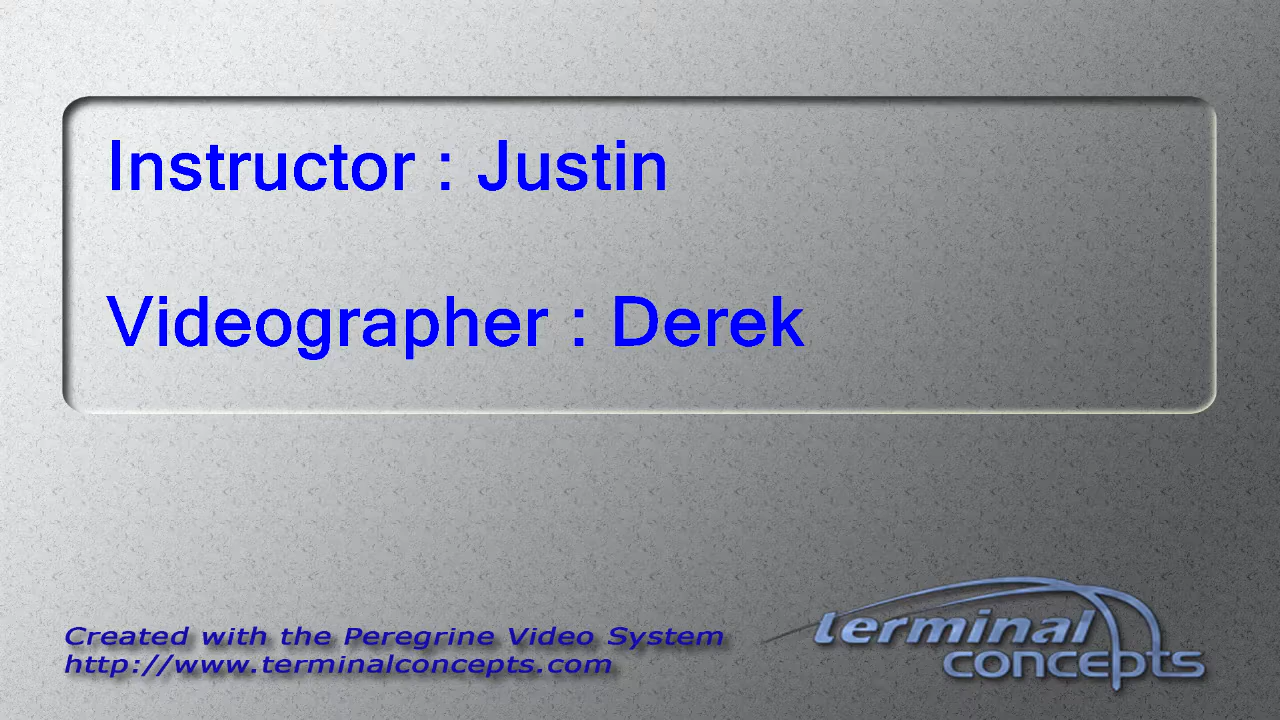 Instructor : Justin
Videographer : Derek
Created with the Peregrine Video System
http://www.terminalconcepts.com
terminal
concepts